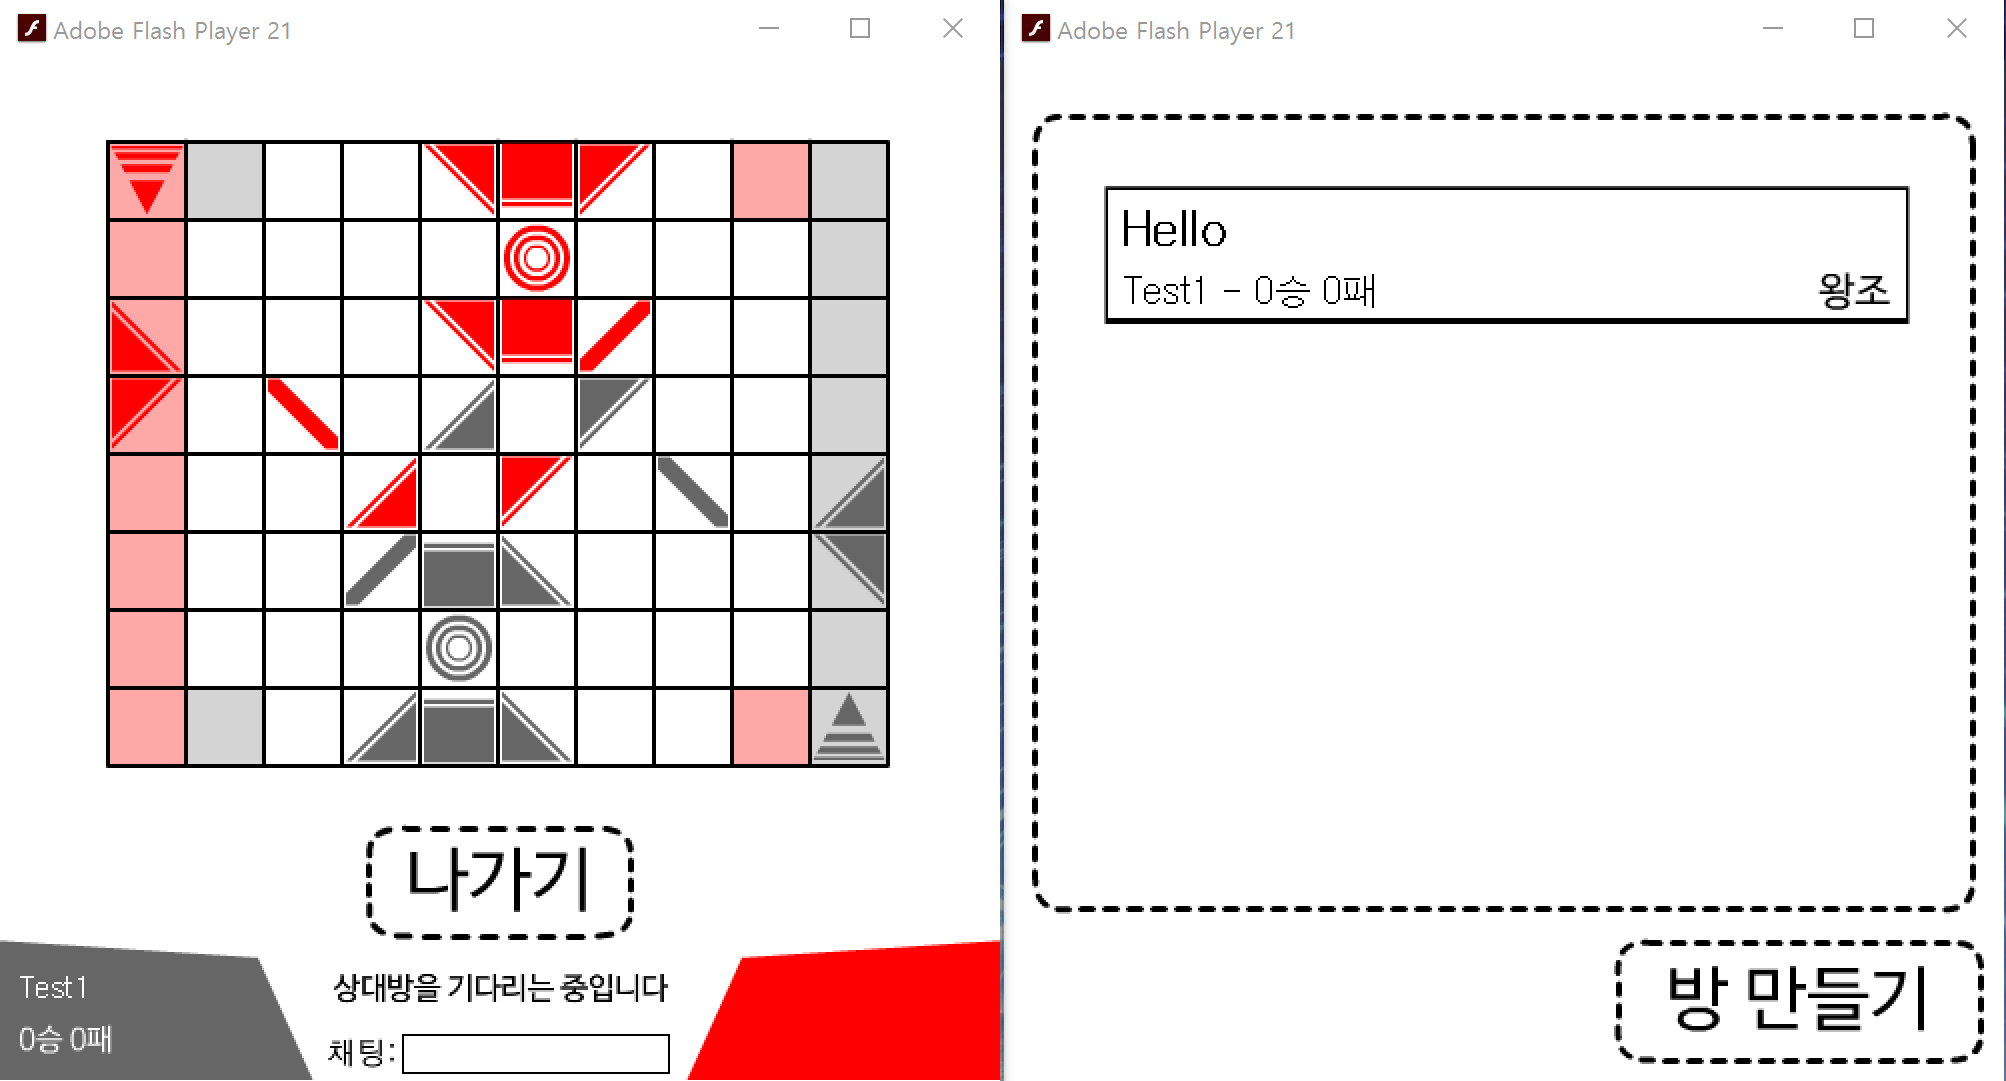 Adobe Flash Player 21
나가기
Test1
0승 0패
상대방을 기다리는 중입니다
채팅:
Adobe Flash Player 21
Hello
Test1 - 0승 0패
왕조
방 만들기